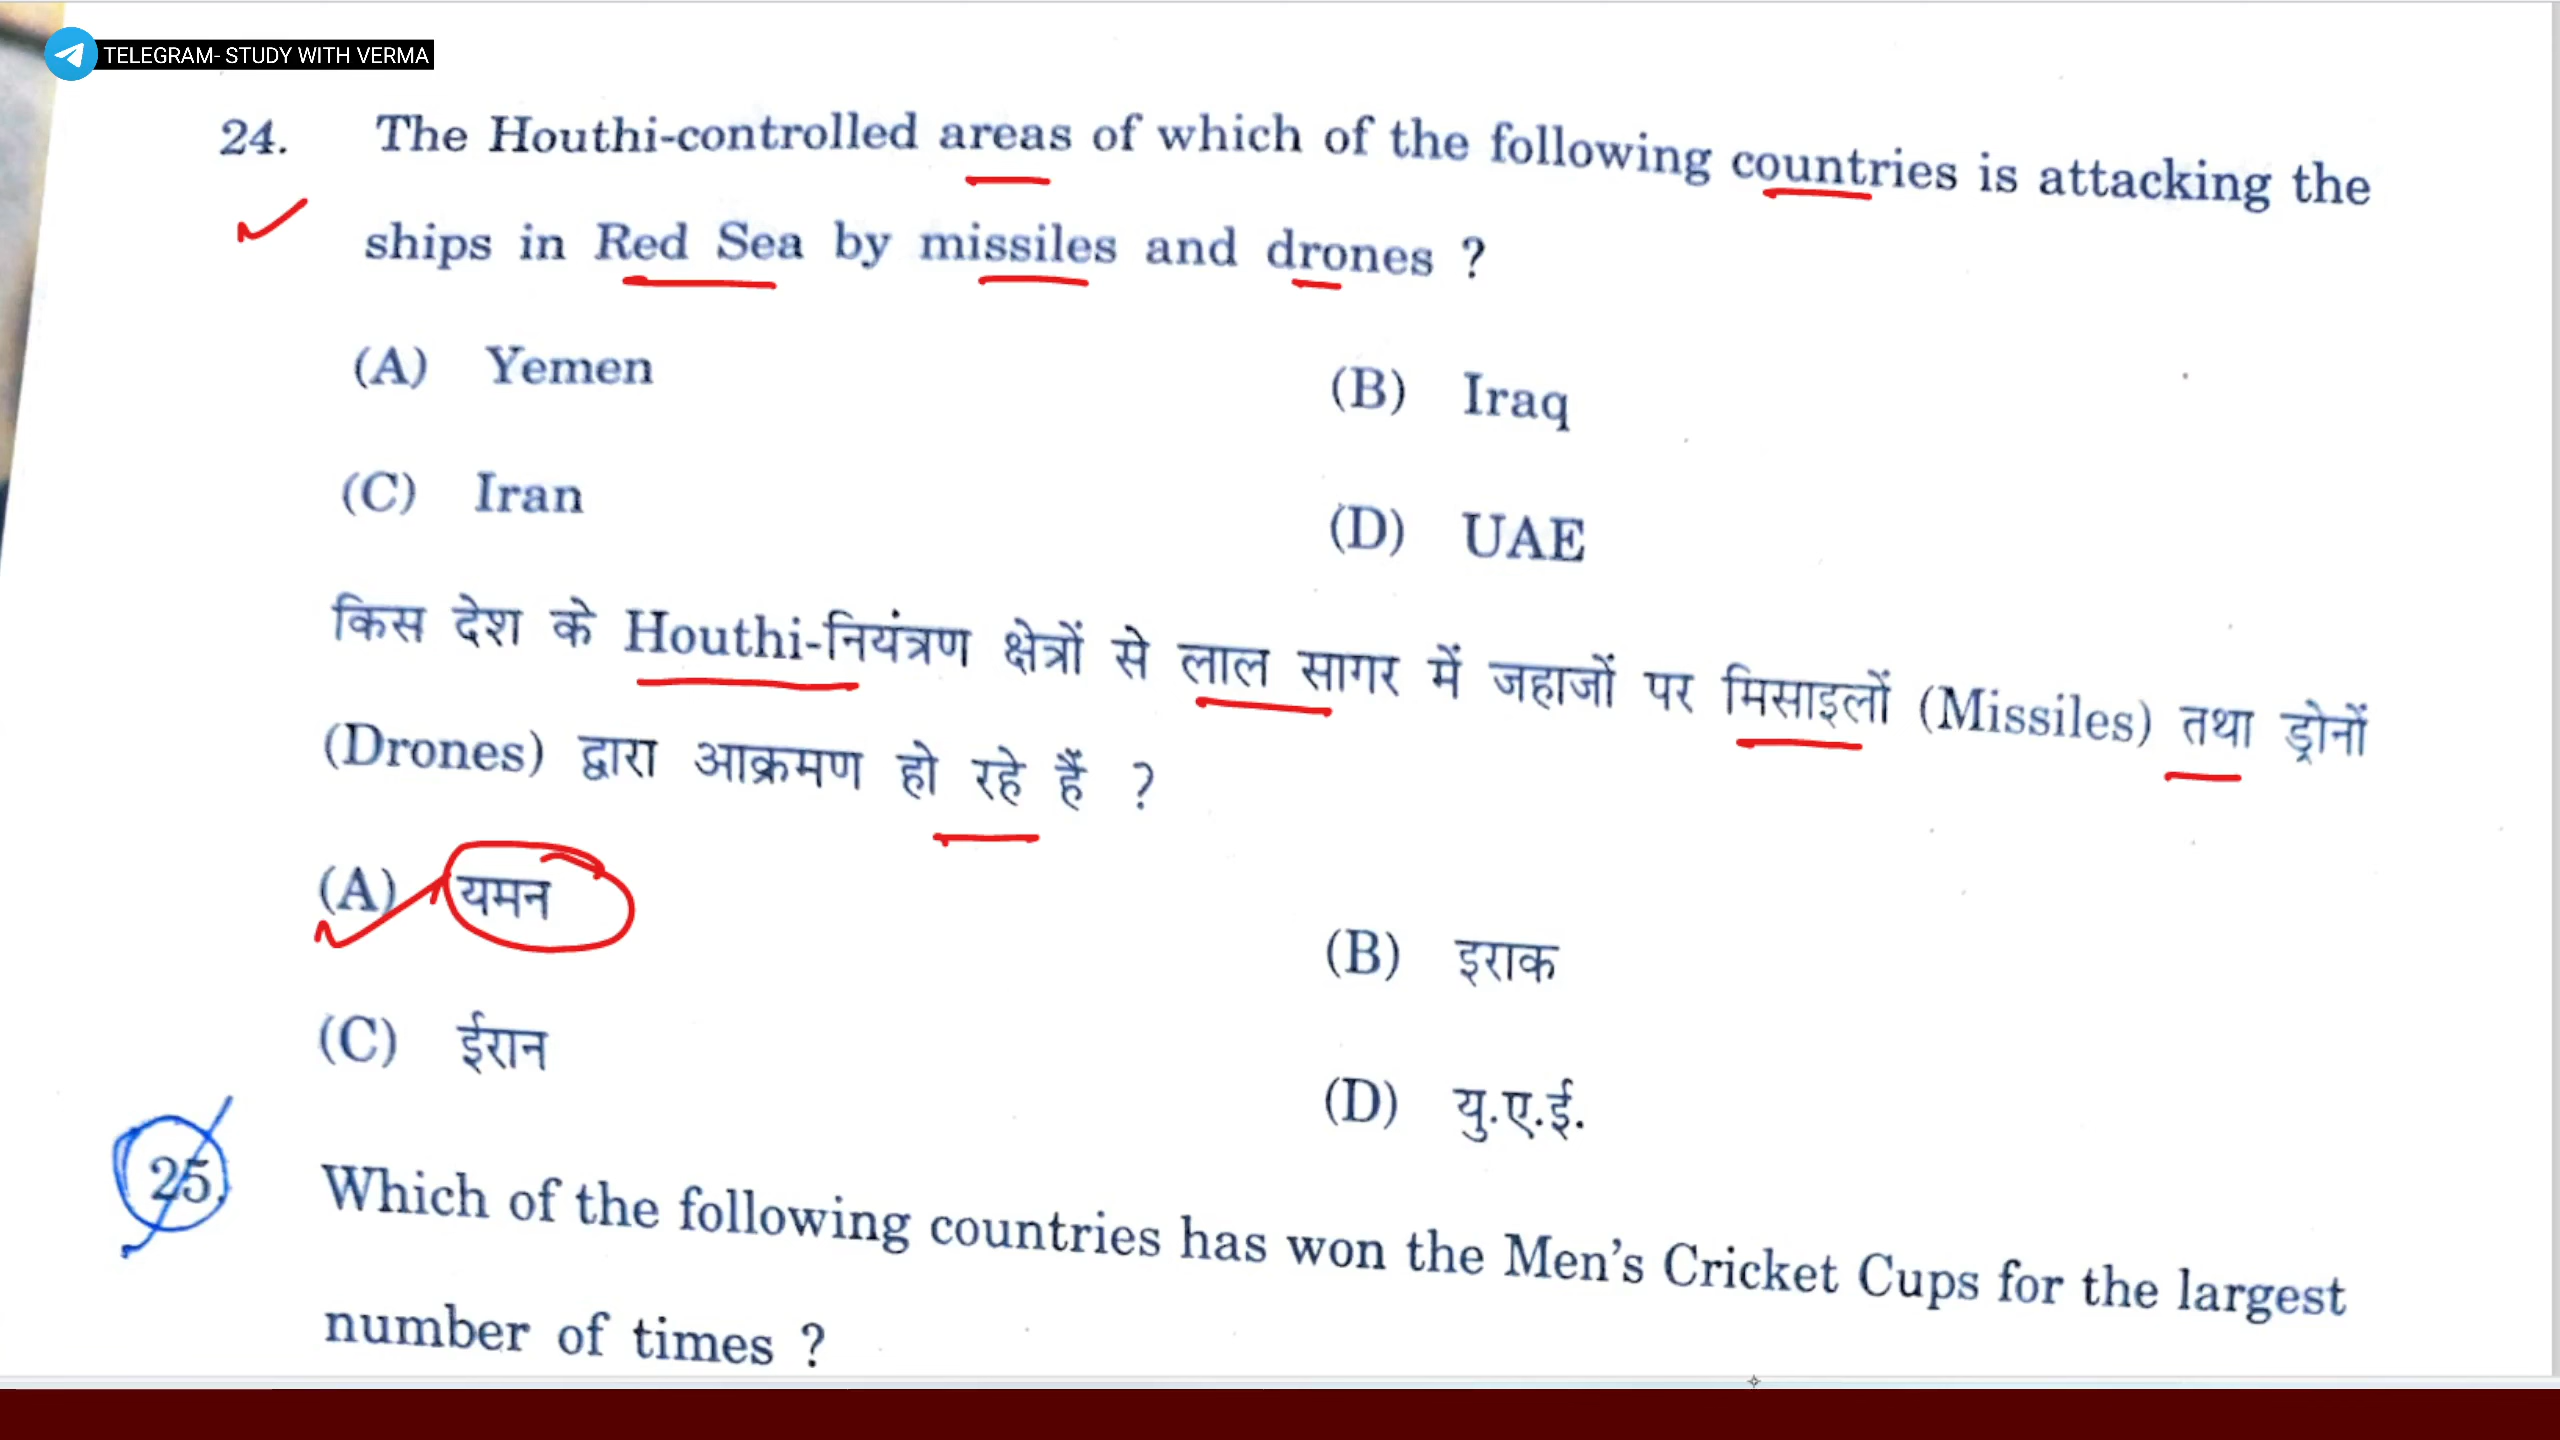 TELEGRAM- STUDY WITH VERMA
24. The Houthi-controlled areas of which of the following countries is attacking the
ships in Red Sea by missiles and drones ?
(A) Yemen (B) Iraq
(C) Iran (D) UAE
किस देश के Houthi-नियंत्रण क्षेत्रों से लाल सागर में जहाजों पर मिसाइलों (Missiles) तथा ड्रोनों
(Drones) द्वारा आक्रमण हो रहे हैं ?
(A) यमन (B) इराक
(C) ईरान (D) यु.ए.ई.
25. Which of the following countries has won the Men's Cricket Cups for the largest
number of times ?